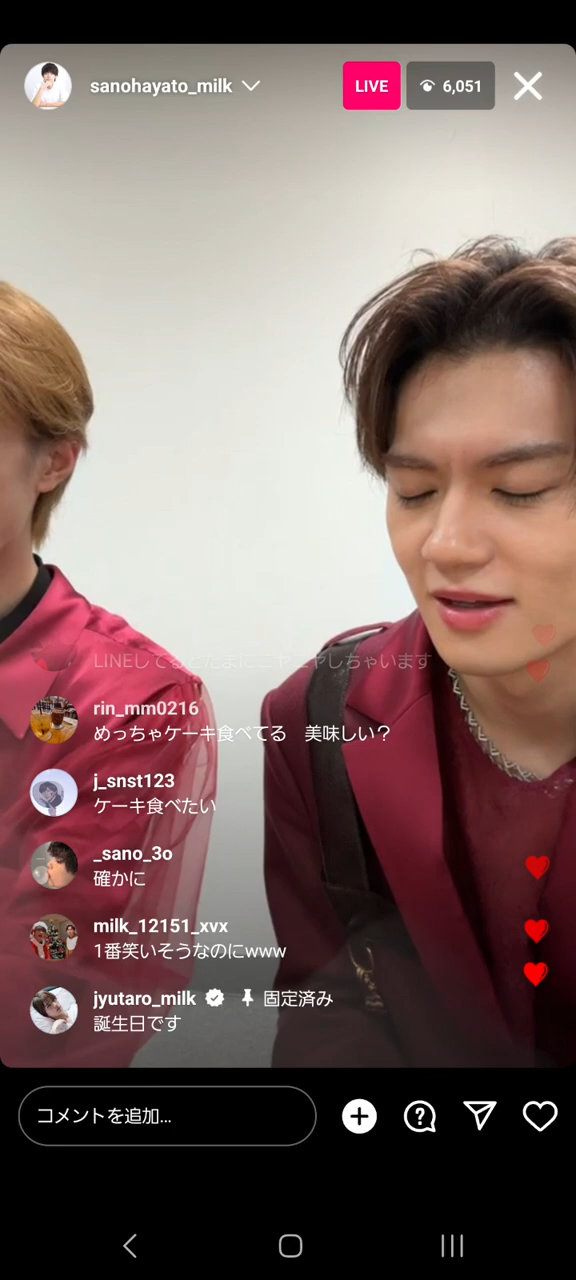 sanohayato_milk
LIVE
6,051
LINEしてるとたまにニヤニヤしちゃいます
rin_mm0216
めっちゃケーキ食べてる　美味しい？
j_snst123
ケーキ食べたい
_sano_3o
確かに
milk_12151_xvx
1番笑いそうなのにwww
jyutaro_milk 固定済み
誕生日です
コメントを追加...